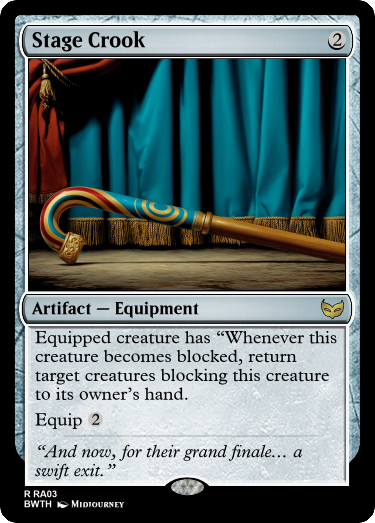 Stage Crook 2
Artifact — Equipment
Equipped creature has “Whenever this
creature becomes blocked, return
target creatures blocking this creature
to its owner’s hand.
Equip 2
“And now, for their grand finale... a
swift exit.”
R RA03
BWTH Midjourney